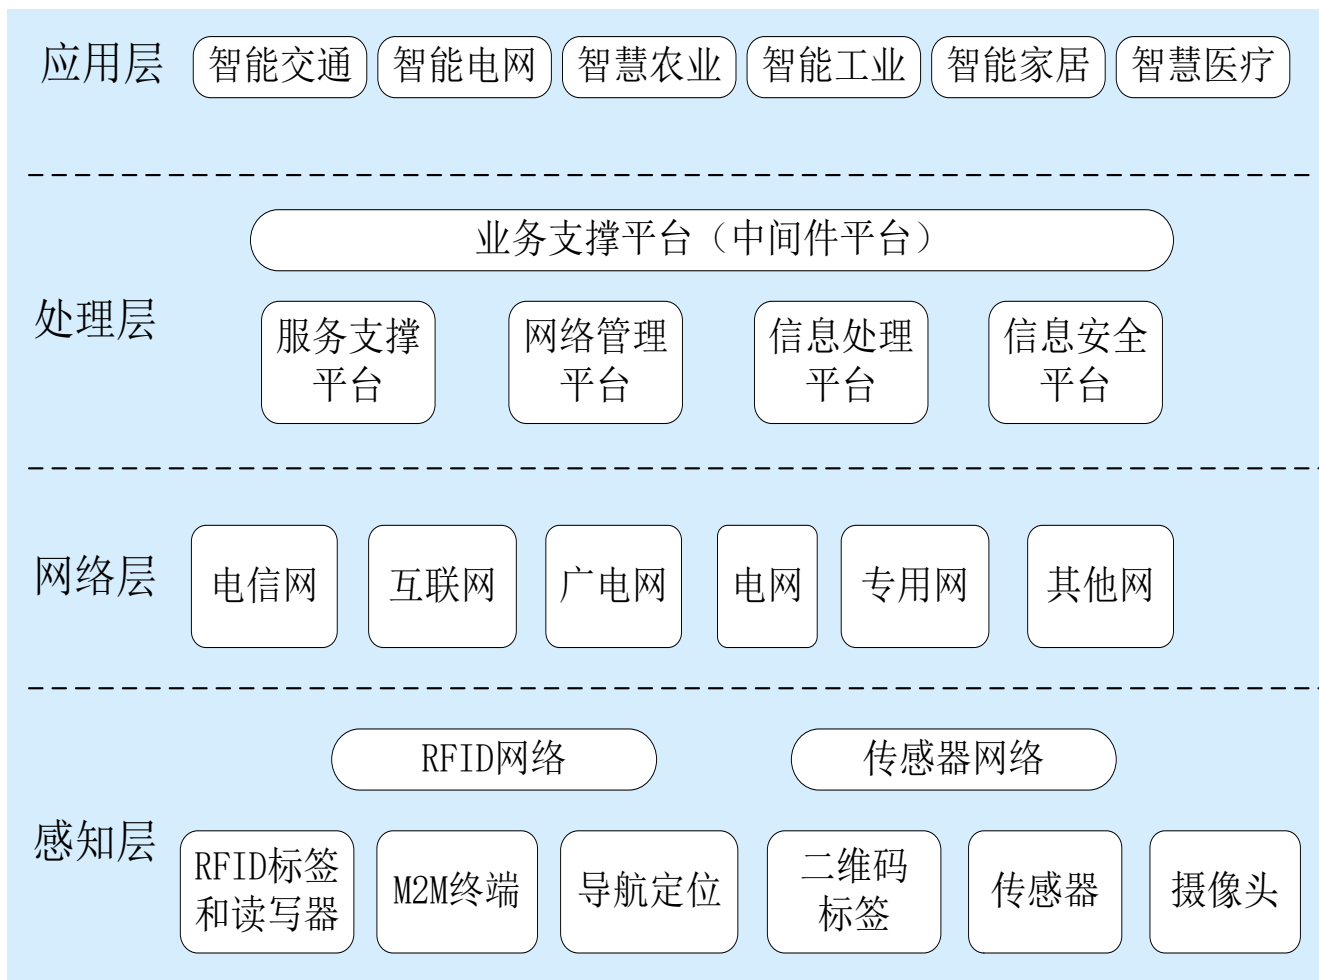 应用层 智能交通 智能电网 智慧农业 智能工业 智能家居 智慧医疗
业务支撑平台（中间件平台）
处理层
服务支撑
平台
网络管理
平台
信息处理
平台
信息安全
平台
网络层 电信网 互联网 广电网 电网 专用网 其他网
RFID网络 传感器网络
感知层
RFID标签
和读写器
M2M终端
导航定位
二维码
标签
传感器
摄像头